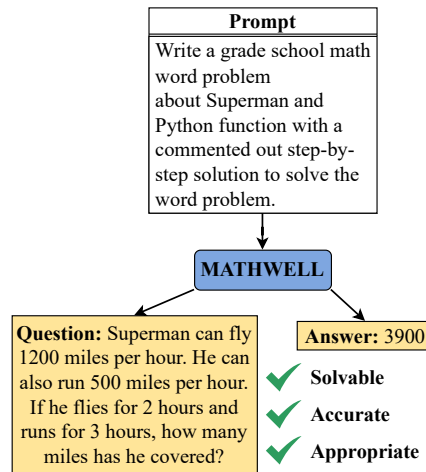 Prompt
Write a grade school math
word problem
about Superman and
Python function with a
commented out step-by-
step solution to solve the
word problem.
MATHWELL
Question: Superman can fly
1200 miles per hour. He can
also run 500 miles per hour.
If he flies for 2 hours and
runs for 3 hours, how many
miles has he covered?
Answer: 3900
Solvable
Accurate
Appropriate